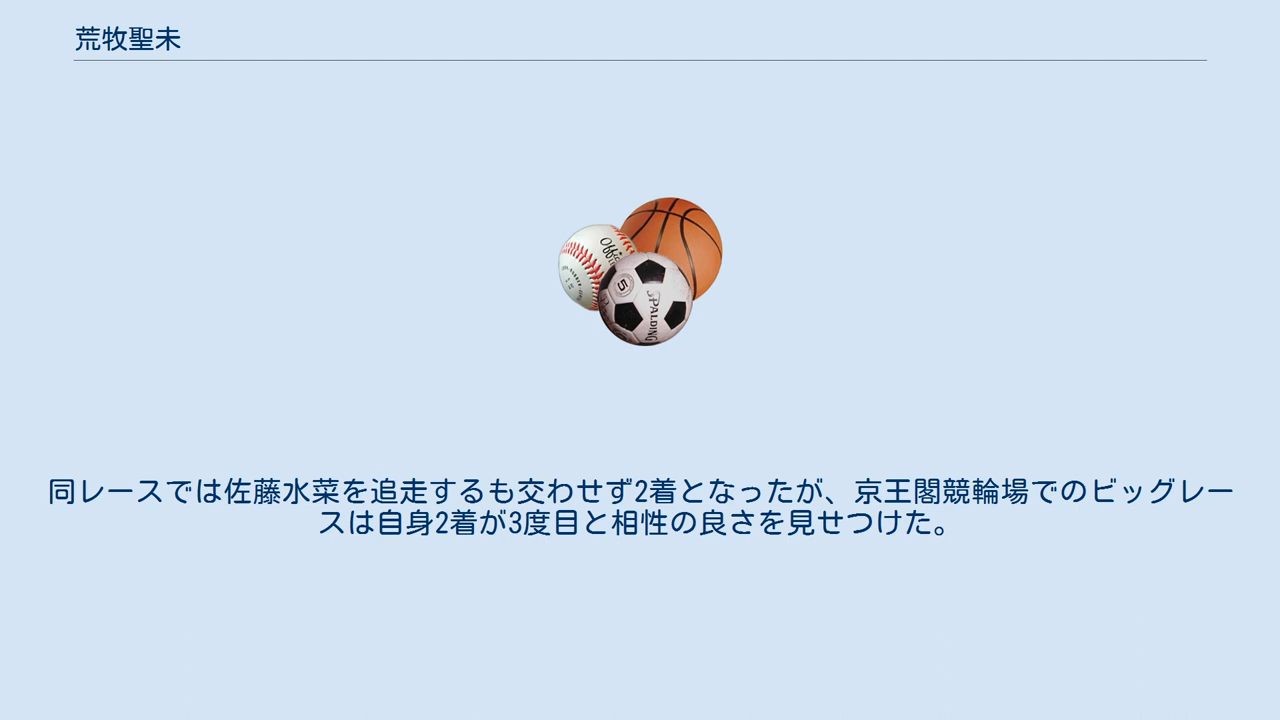 荒牧聖未
Offi
5
SPALDING
同レースでは佐藤水菜を追走するも交わせず2着となったが、京王閣競輪場でのビッグレー
スは自身2着が3度目と相性の良さを見せつけた。